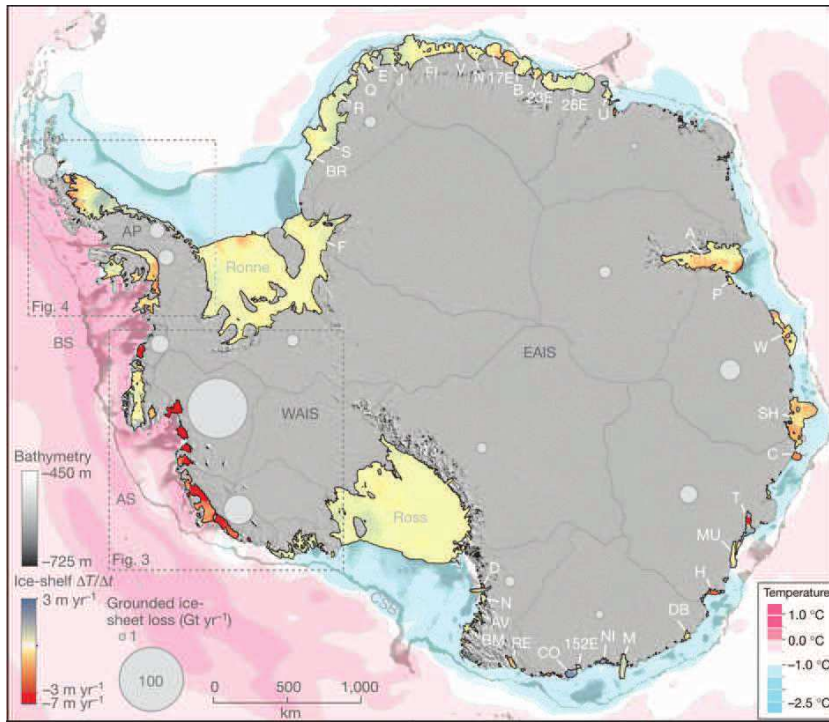 E
J
FI
V
N
17E
B
23E
26E
U
Q
R
S
BR
AP
Ronne
F
A
P
Fig. 4
BS
EAIS
W
WAIS
SH
C
Bathymetry
–450 m
AS
Ross
T
–725 m
Fig. 3
MU
Ice-shelf ΔT/Δt
3 m yr⁻¹
Grounded ice-
sheet loss (Gt yr⁻¹)
1
CSB
D
H
N
AV
DB
BM
RE
CO
152E
NI
M
100
–3 m yr⁻¹
–7 m yr⁻¹
0 500 1,000
km
Temperature
1.0 °C
0.0 °C
–1.0 °C
–2.5 °C